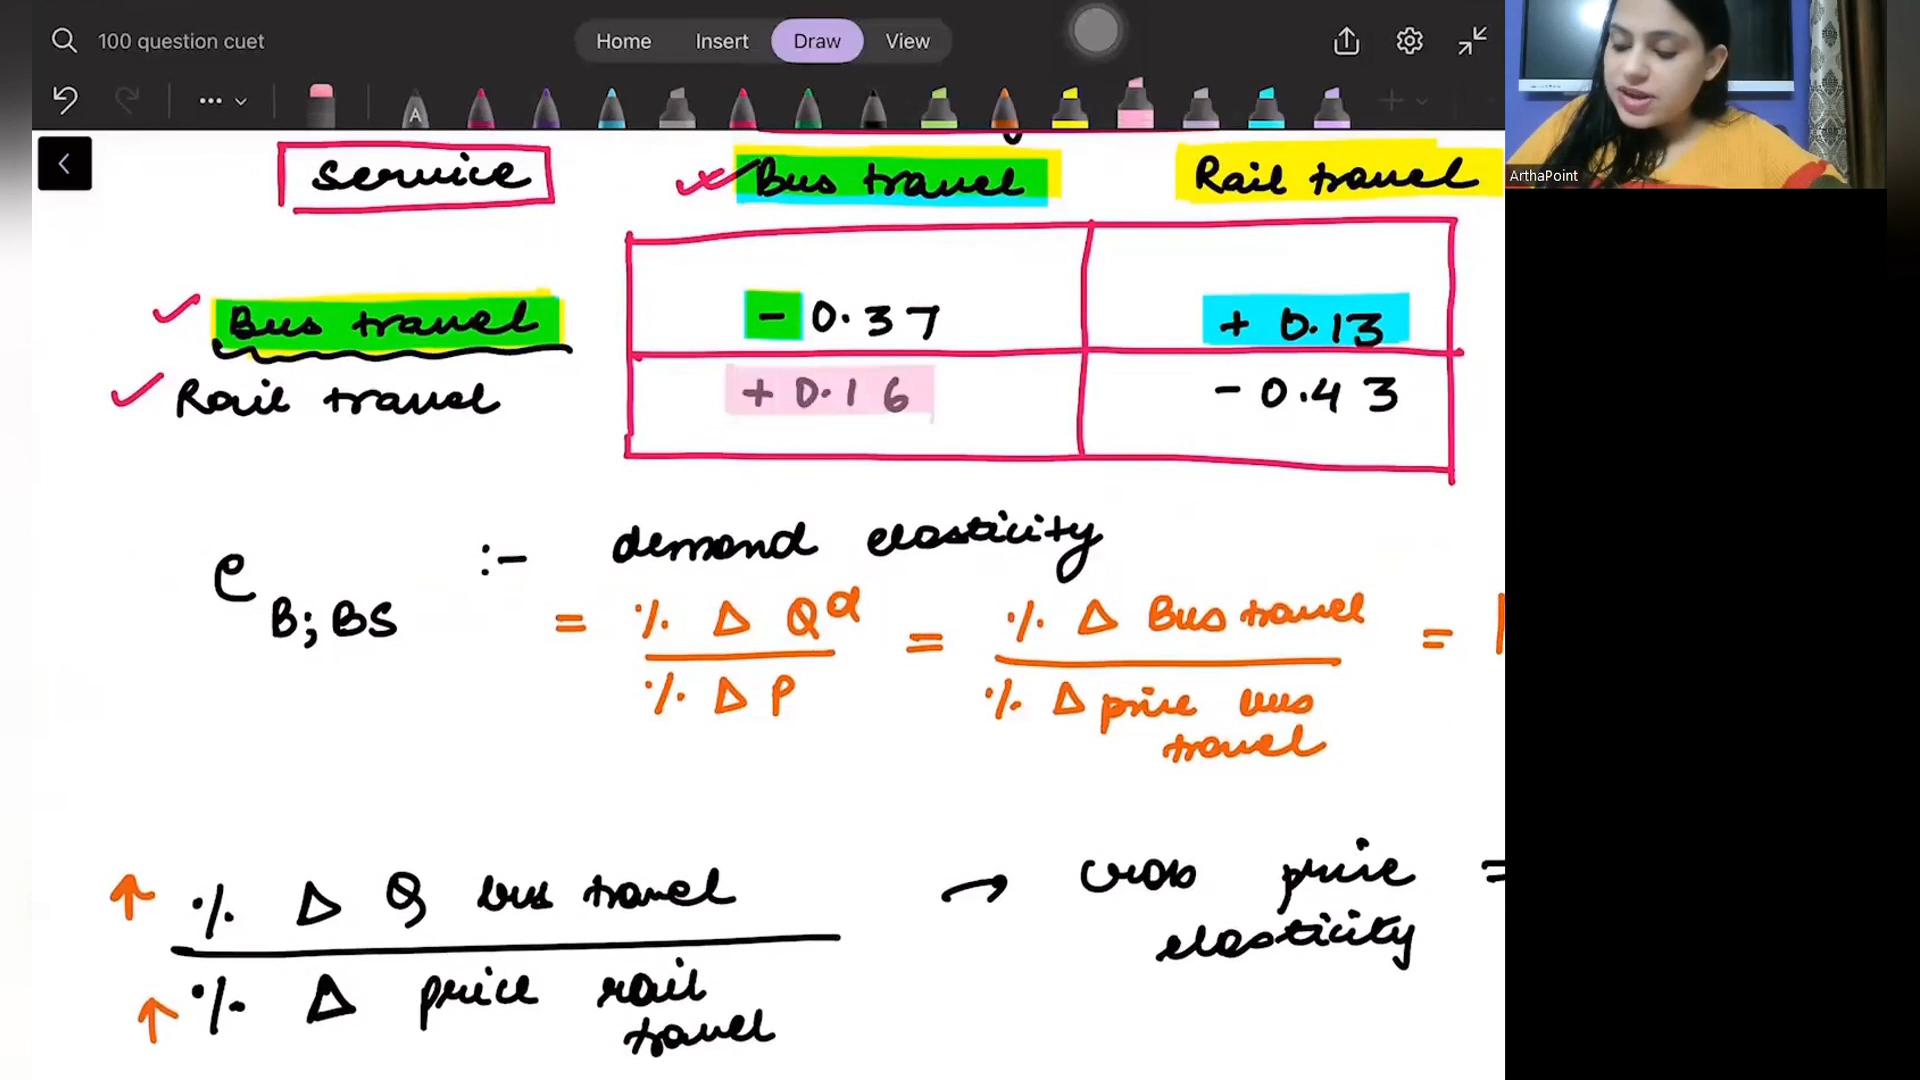 100 question cuet
Home Insert Draw View
A
ArthaPoint
Service Bus travel Rail travel
Bus travel - 0.37 + 0.13
Rail travel + 0.16 - 0.43
e B; BS :- demand elasticity
= % Δ Qd / % Δ P = % Δ Bus travel / % Δ price bus travel =
↑ % Δ Q bus travel → cross price =
elasticity
↑ % Δ price rail
travel